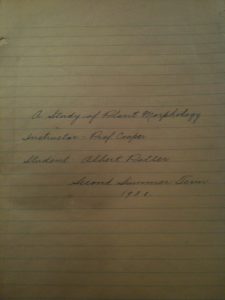 A Study of Plant Morphology
Instructor - Prof Cooper
Student - Albert
Second Summer Term